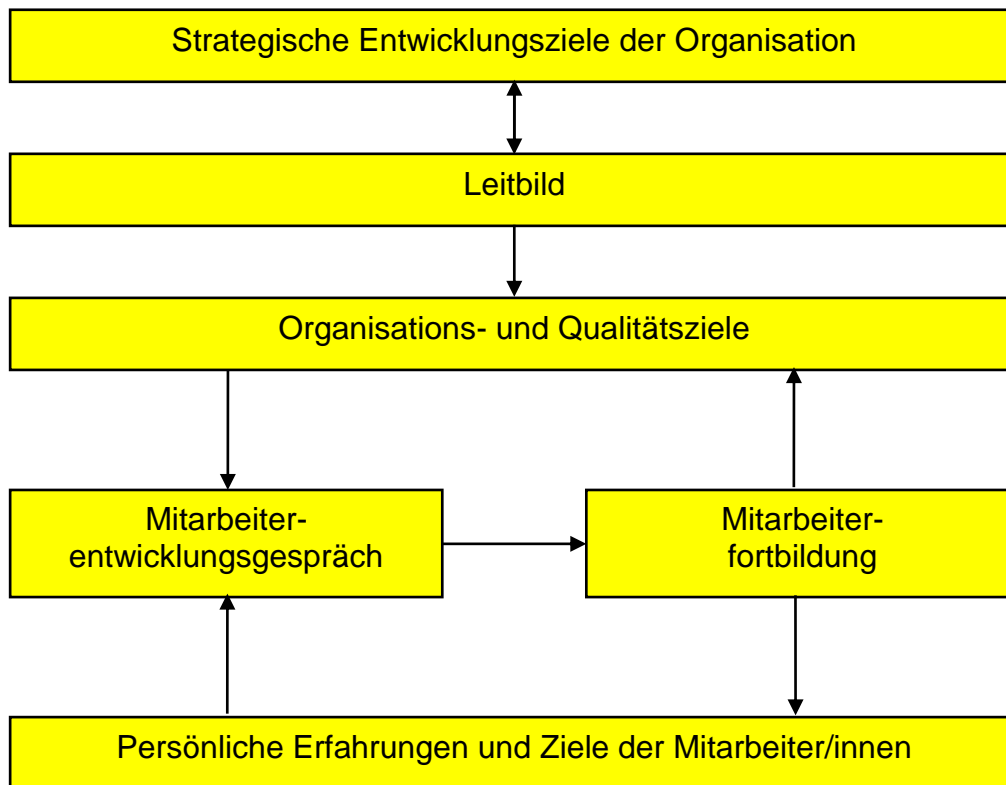 Strategische Entwicklungsziele der Organisation
Leitbild
Organisations- und Qualitätsziele
Mitarbeiter-
entwicklungsgespräch
Mitarbeiter-
fortbildung
Persönliche Erfahrungen und Ziele der Mitarbeiter/innen